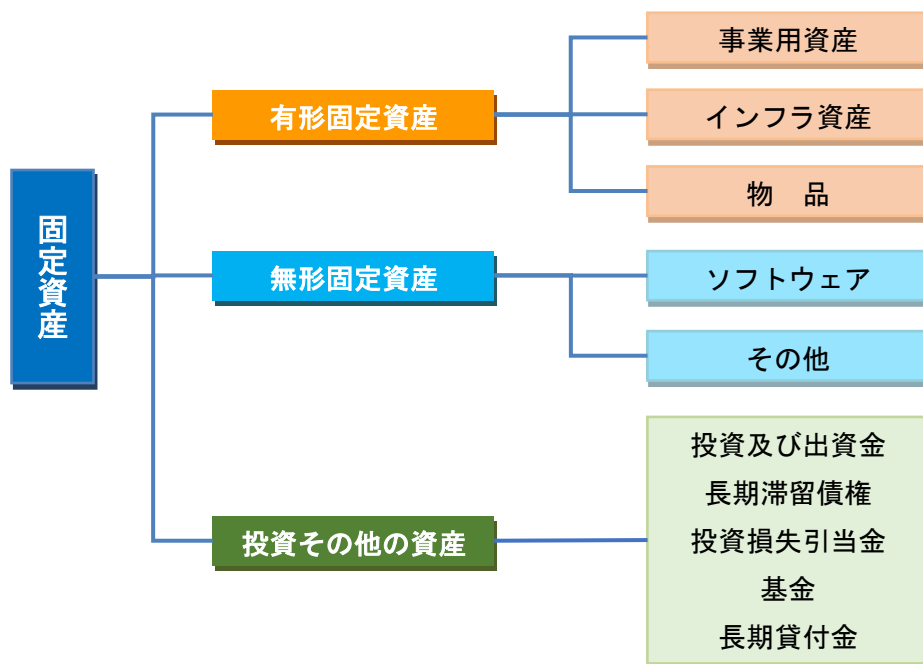 固定資産
有形固定資産
事業用資産
インフラ資産
物　品
無形固定資産
ソフトウェア
その他
投資その他の資産
投資及び出資金
長期滞留債権
投資損失引当金
基金
長期貸付金